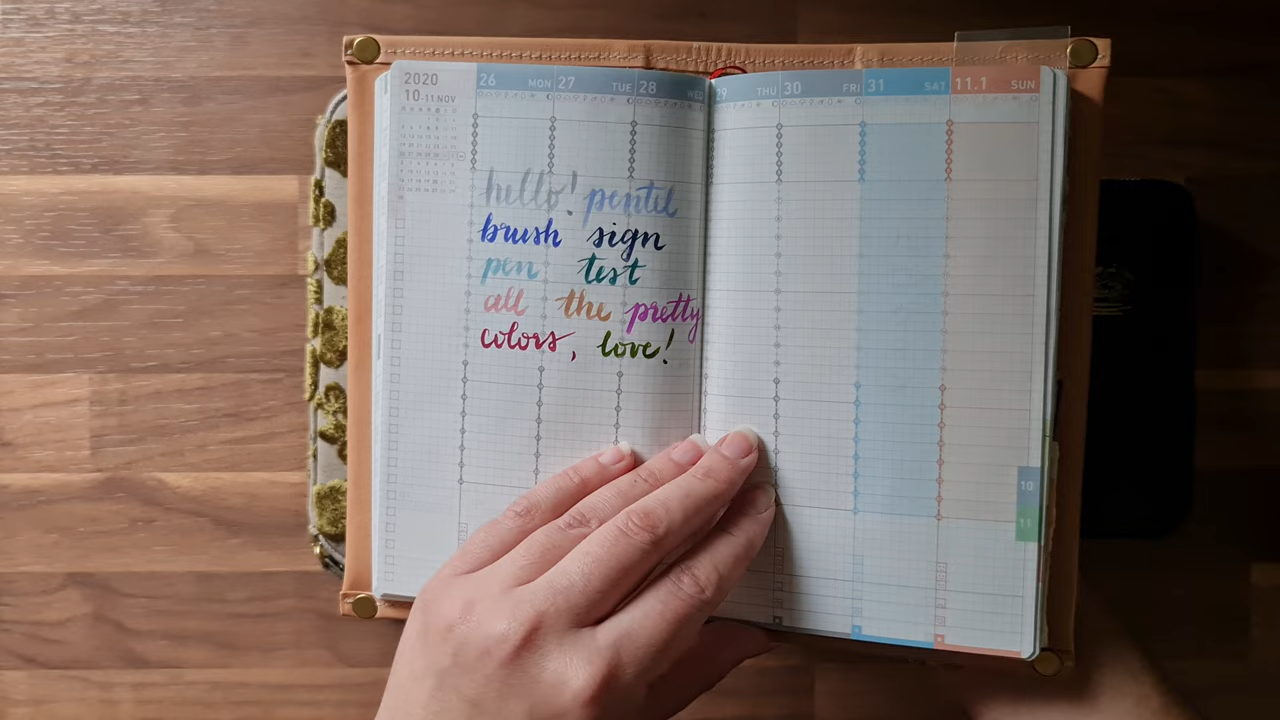 2020
10-11 NOV
26 MON 27 TUE 28 WED
29 THU 30 FRI 31 SAT 11.1 SUN
hello! pentel
brush sign
pen test
all the pretty
colors, love!
10
11